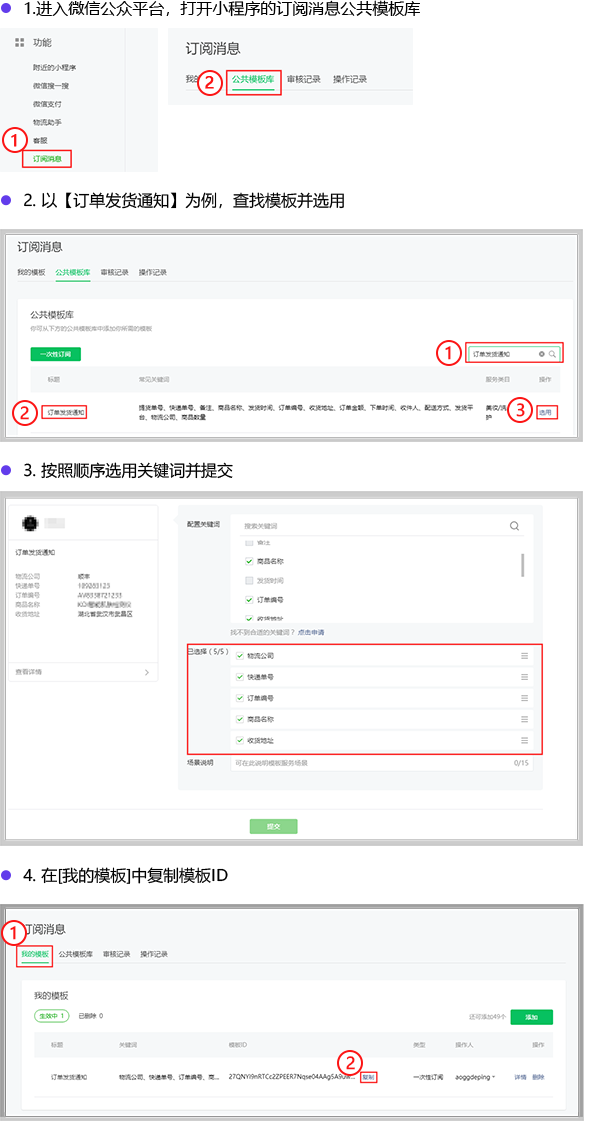 1.进入微信公众平台，打开小程序的订阅消息公共模板库
功能
附近的小程序
微信搜一搜
微信支付
物流助手
客服
订阅消息
1
订阅消息
我的
2
公共模板库 审核记录 操作记录
2. 以【订单发货通知】为例，查找模板并选用
订阅消息
我的模板 公共模板库 审核记录 操作记录
公共模板库
你可从下方的公共模板库中添加你所需的模板
一次性订阅
1
订单发货通知
标题 常见关键词 服务类目 操作
2
订单发货通知
提货单号、快递单号、备注、商品名称、发货时间、订单编号、收货地址、订单金额、下单时间、收件人、配送方式、发货平
台、物流公司、商品数量
美妆/洗
护
3
选用
3. 按照顺序选用关键词并提交
订单发货通知
物流公司 顺丰
快递单号
订单编号
商品名称
收货地址 湖北省武汉市武昌区
查看详情
配置关键词
搜索关键词
备注
商品名称
发货时间
订单编号
收货地址
找不到合适的关键词？ 点击申请
已选择（5/5）
物流公司
快递单号
订单编号
商品名称
收货地址
场景说明 可在此说明模板服务场景 0/15
提交
4. 在[我的模板]中复制模板ID
1
订阅消息
我的模板 公共模板库 审核记录 操作记录
我的模板
生效中 1 已删除 0
还可添加49个 添加
标题 关键词 模板ID 类型 操作人 操作
2
订单发货通知 物流公司、快递单号、订单编号、商... 复制 一次性订阅 aoggdeping 详情 删除